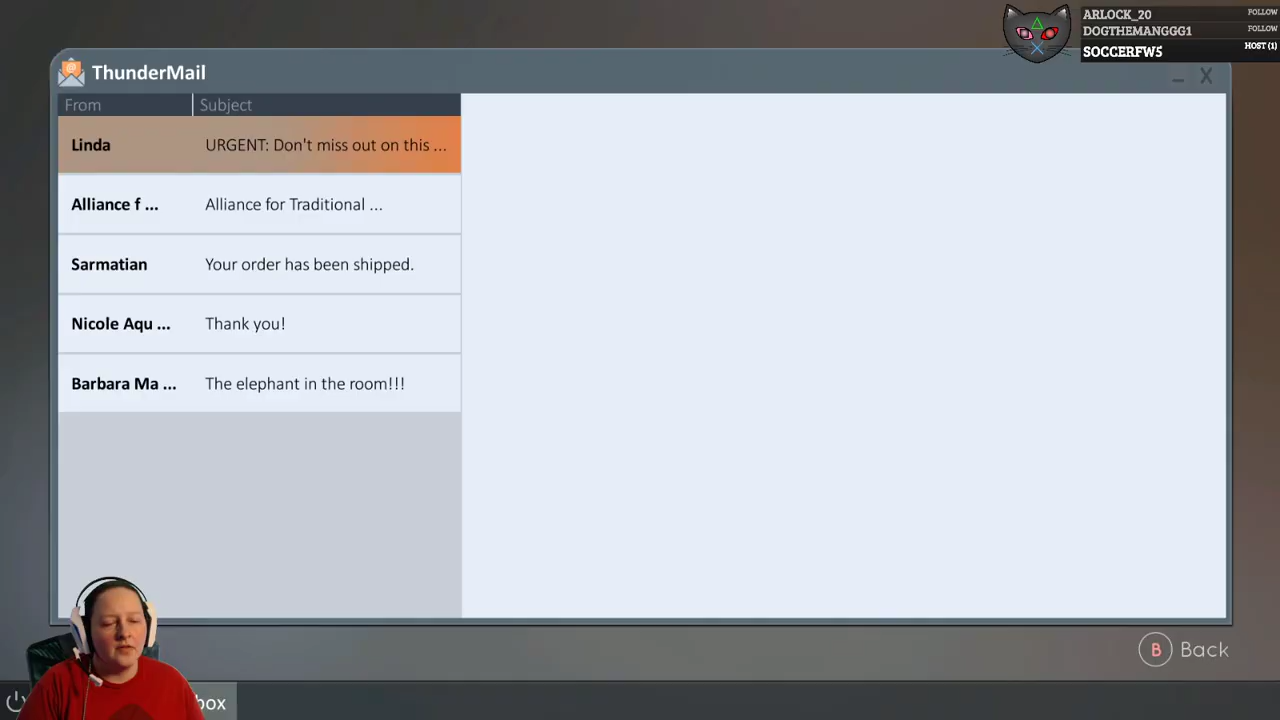 ARLOCK_20 FOLLOW
DOGTHEMANGGG1 FOLLOW
SOCCERFW5 HOST (1)
ThunderMail
From Subject
Linda URGENT: Don't miss out on this ...
Alliance f ... Alliance for Traditional ...
Sarmatian Your order has been shipped.
Nicole Aqu ... Thank you!
Barbara Ma ... The elephant in the room!!!
B Back
box